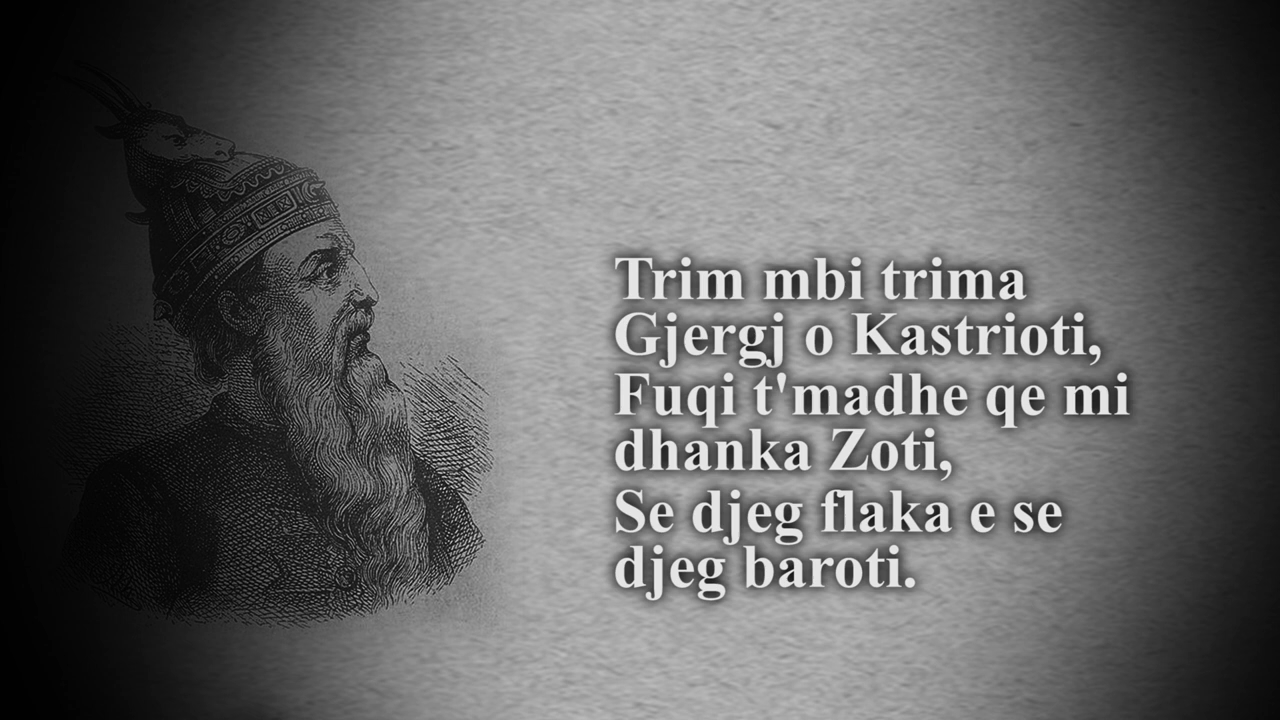 Trim mbi trima
Gjergj o Kastrioti,
Fuqi t'madhe qe mi
dhanka Zoti,
Se djeg flaka e se
djeg baroti.